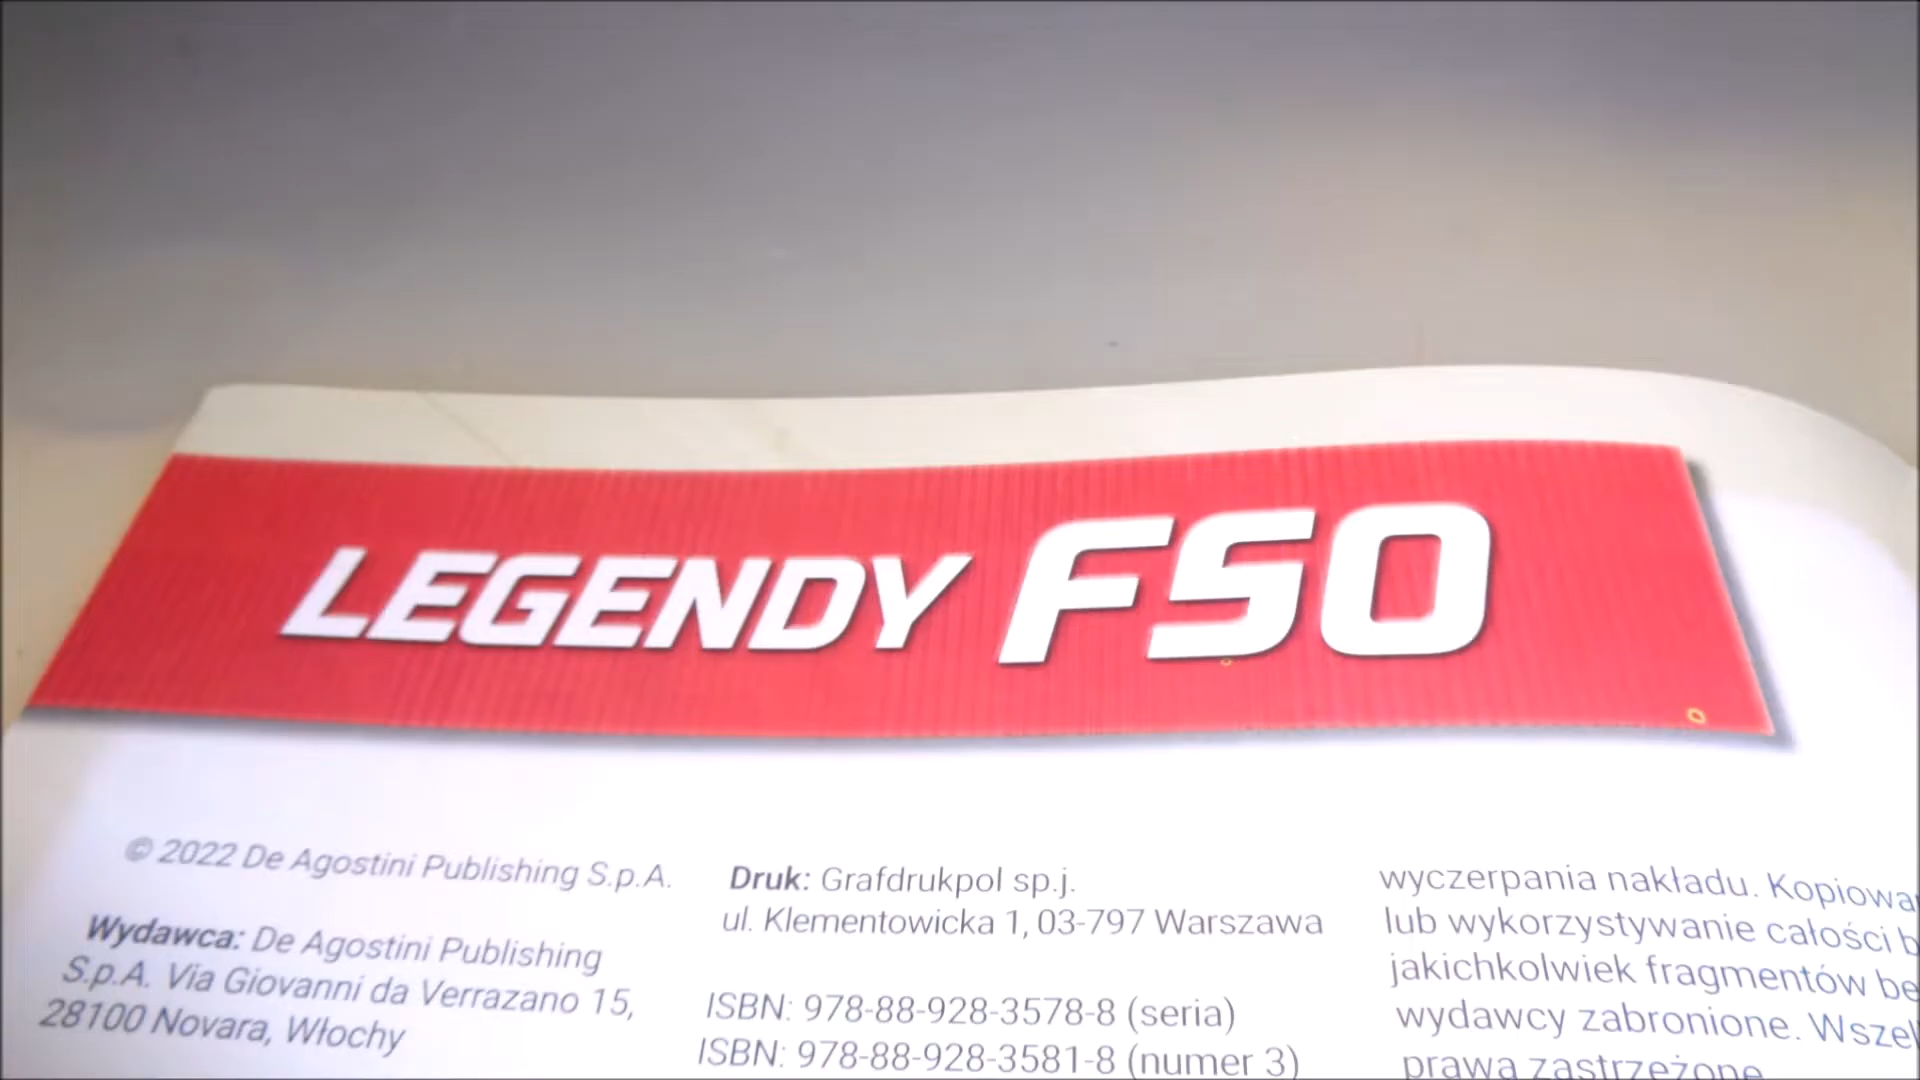 LEGENDY FSO
© 2022 De Agostini Publishing S.p.A.
Wydawca: De Agostini Publishing
S.p.A. Via Giovanni da Verrazano 15,
28100 Novara, Włochy
Druk: Grafdrukpol sp.j.
ul. Klementowicka 1, 03-797 Warszawa
ISBN: 978-88-928-3578-8 (seria)
ISBN: 978-88-928-3581-8 (numer 3)
wyczerpania nakładu.
lub wykorzystywanie całości
jakichkolwiek fragmentów
wydawcy zabronione.
prawa zastrzeżone